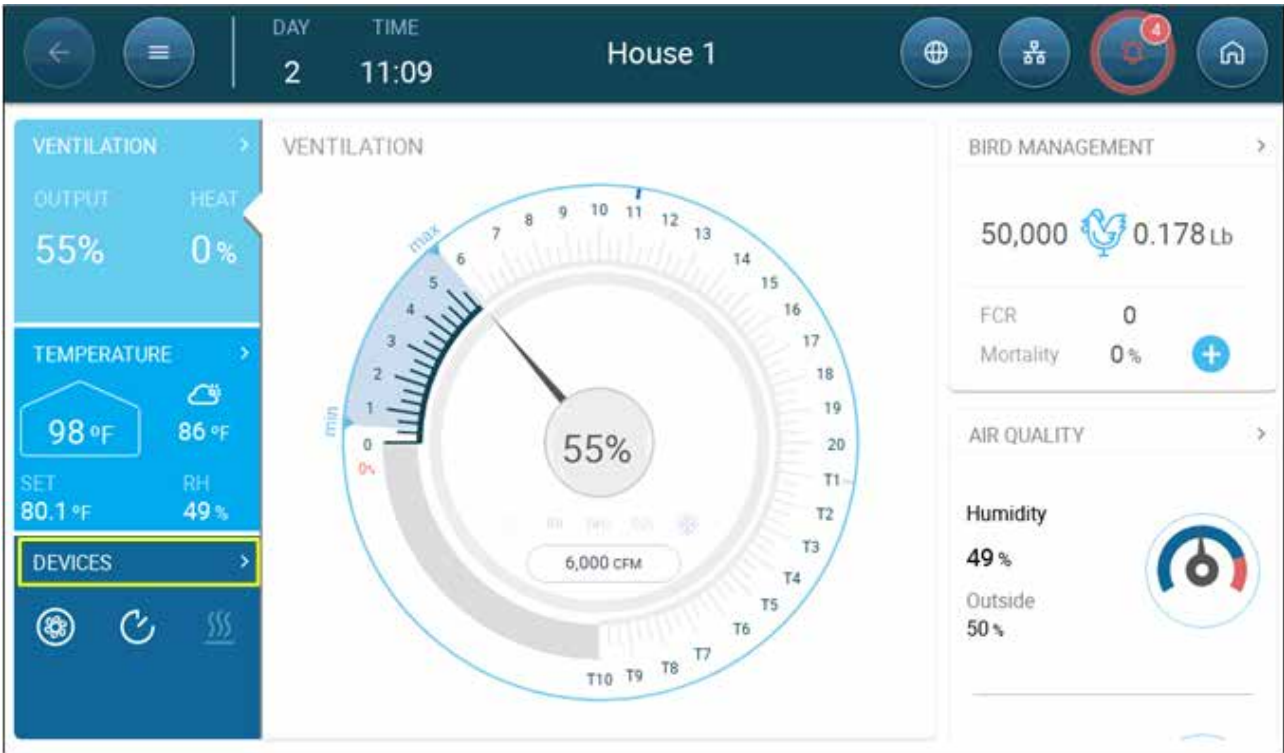 DAY TIME
2 11:09
House 1
4
VENTILATION >
OUTPUT HEAT
55% 0 %
TEMPERATURE >
98 ºF 86 ºF
SET RH
80.1 ºF 49 %
DEVICES >
VENTILATION
min
max
0%
0
1
2
3
4
5
6
7
8
9
10
11
12
13
14
15
16
17
18
19
20
T1
T2
T3
T4
T5
T6
T7
T8
T9
T10
55%
6,000 CFM
BIRD MANAGEMENT >
50,000 0.178 Lb
FCR 0
Mortality 0 %
AIR QUALITY >
Humidity
49 %
Outside
50 %